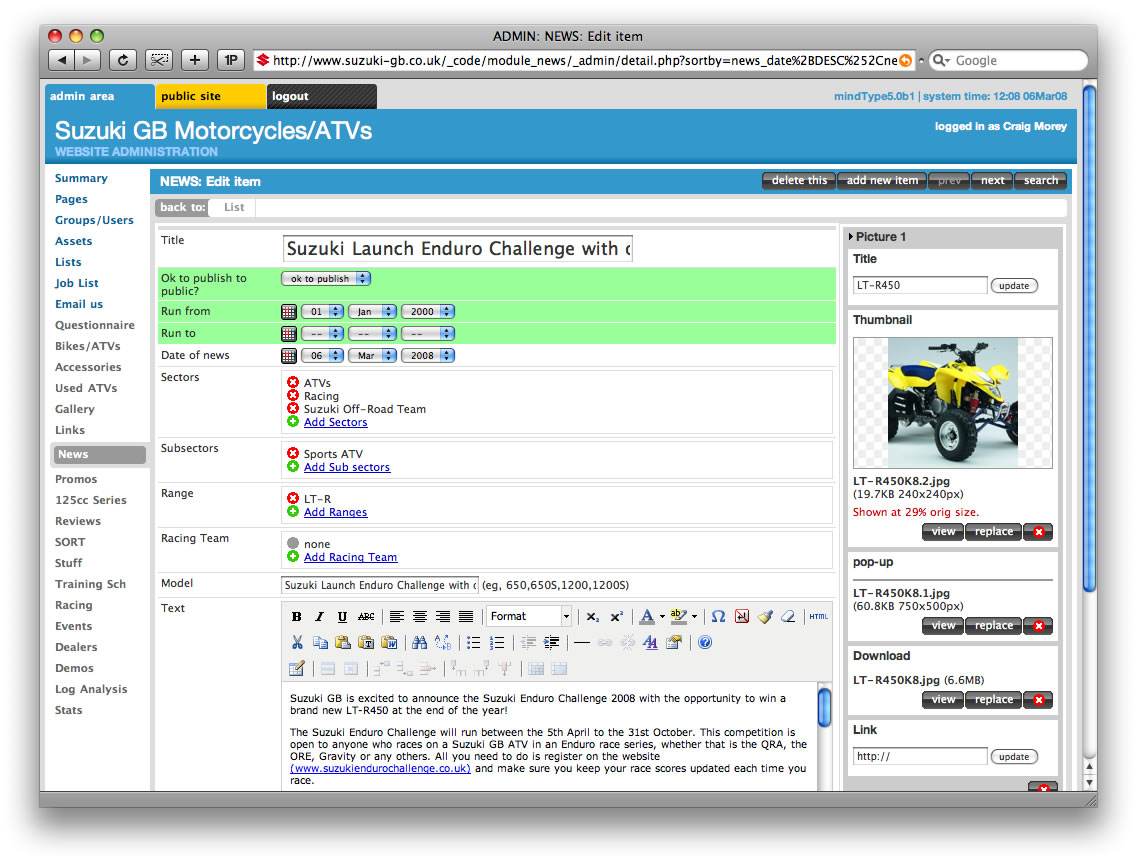 ADMIN: NEWS: Edit item
1P
http://www.suzuki-gb.co.uk/_code/module_news/_admin/detail.php?sortby=news_date%2BDESC%252Cne
Google
admin area
public site
logout
mindType5.0b1 | system time: 12:08 06Mar08
Suzuki GB Motorcycles/ATVs
WEBSITE ADMINISTRATION
logged in as Craig Morey
Summary
Pages
Groups/Users
Assets
Lists
Job List
Email us
Questionnaire
Bikes/ATVs
Accessories
Used ATVs
Gallery
Links
News
Promos
125cc Series
Reviews
SORT
Stuff
Training Sch
Racing
Events
Dealers
Demos
Log Analysis
Stats
NEWS: Edit item
delete this
add new item
prev
next
search
back to:
List
Title
Suzuki Launch Enduro Challenge with c
Ok to publish to
public?
ok to publish
Run from
01 Jan 2000
Run to
-- -- --
Date of news
06 Mar 2008
Sectors
ATVs
Racing
Suzuki Off-Road Team
Add Sectors
Subsectors
Sports ATV
Add Sub sectors
Range
LT-R
Add Ranges
Racing Team
none
Add Racing Team
Model
Suzuki Launch Enduro Challenge with c (eg, 650,650S,1200,1200S)
Text
B I U ABC Format HTML
Suzuki GB is excited to announce the Suzuki Enduro Challenge 2008 with the opportunity to win a
brand new LT-R450 at the end of the year!
The Suzuki Enduro Challenge will run between the 5th April to the 31st October. This competition is
open to anyone who races on a Suzuki GB ATV in an Enduro race series, whether that is the QRA, the
ORE, Gravity or any others. All you need to do is register on the website
(www.suzukiendurochallenge.co.uk) and make sure you keep your race scores updated each time you
race.
Picture 1
Title
LT-R450
update
Thumbnail
LT-R450K8.2.jpg
(19.7KB 240x240px)
Shown at 29% orig size.
view
replace
pop-up
LT-R450K8.1.jpg
(60.8KB 750x500px)
view
replace
Download
LT-R450K8.jpg (6.6MB)
view
replace
Link
http://
update